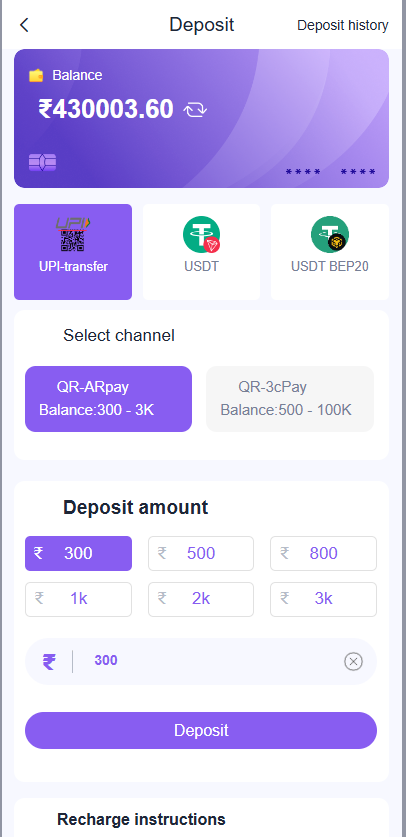 Deposit
Deposit history
Balance
₹430003.60
**** ****
UPI
UPI-transfer
USDT
USDT BEP20
Select channel
QR-ARpay
Balance:300 - 3K
QR-3cPay
Balance:500 - 100K
Deposit amount
₹ 300
₹ 500
₹ 800
₹ 1k
₹ 2k
₹ 3k
₹ 300
Deposit
Recharge instructions